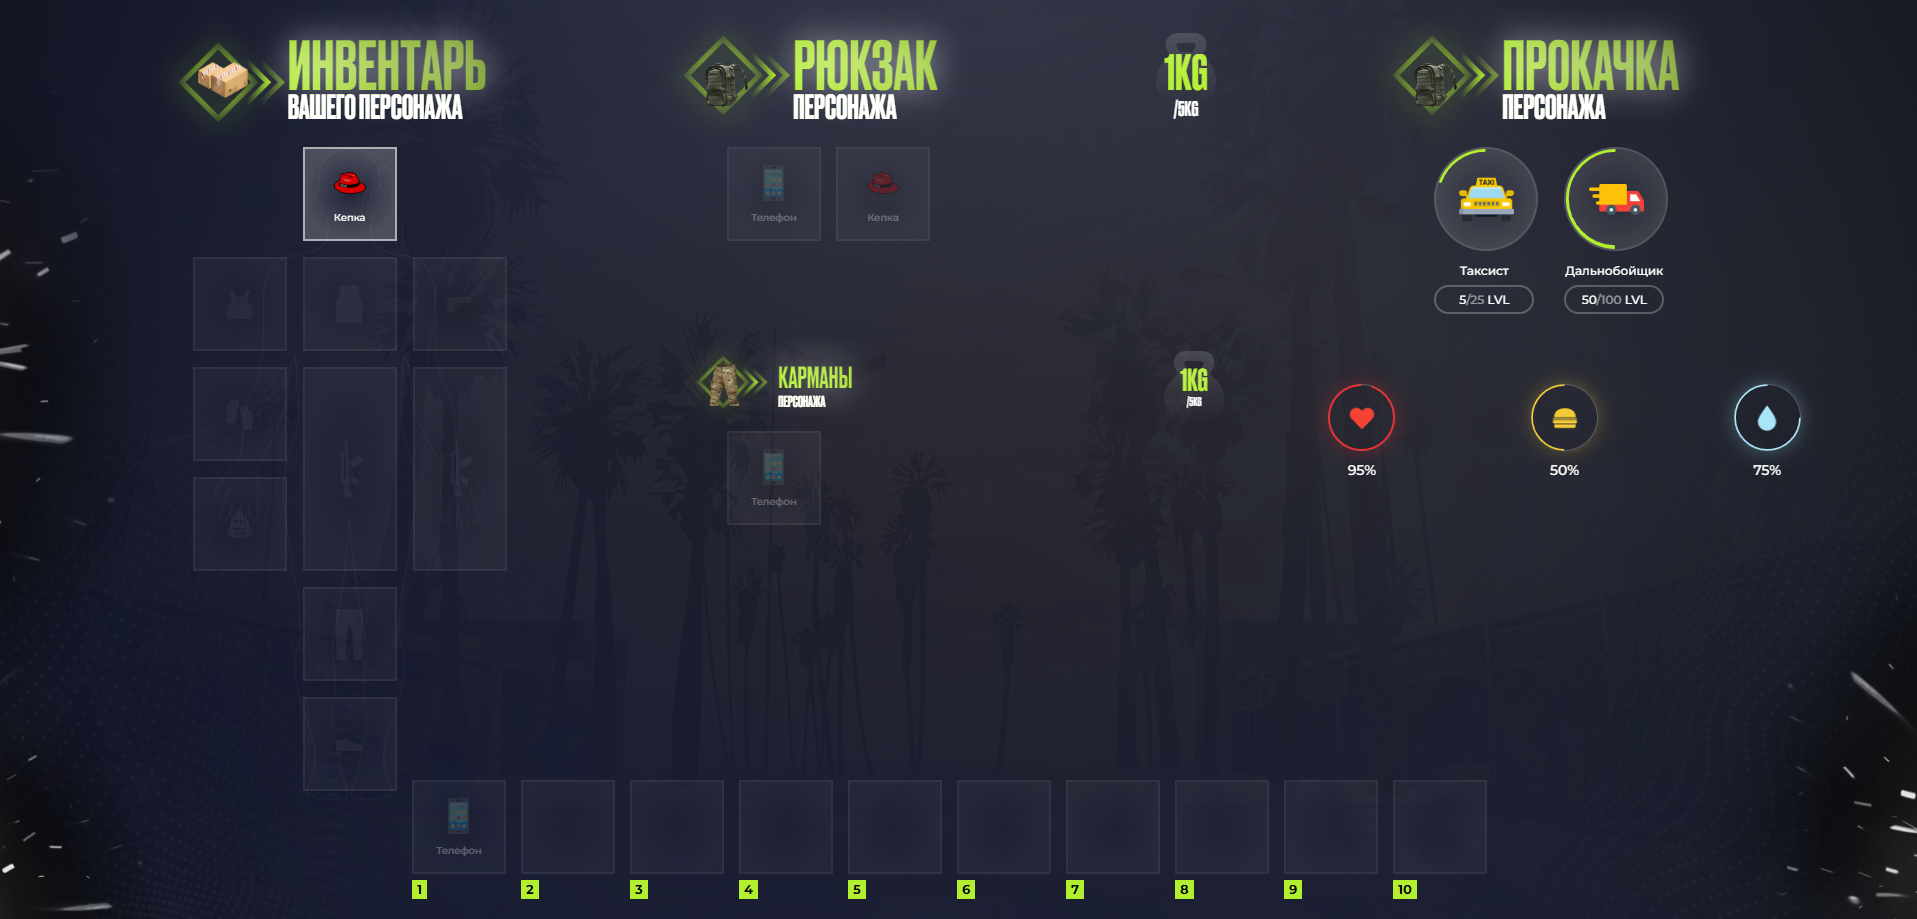 ИНВЕНТАРЬ
ВАШЕГО ПЕРСОНАЖА
РЮКЗАК
ПЕРСОНАЖА
1KG
/5KG
ПРОКАЧКА
ПЕРСОНАЖА
Кепка
Телефон
Кепка
TAXI
Таксист
5/25 LVL
Дальнобойщик
50/100 LVL
КАРМАНЫ
ПЕРСОНАЖА
1KG
/5KG
Телефон
95%
50%
75%
Телефон
1
2
3
4
5
6
7
8
9
10